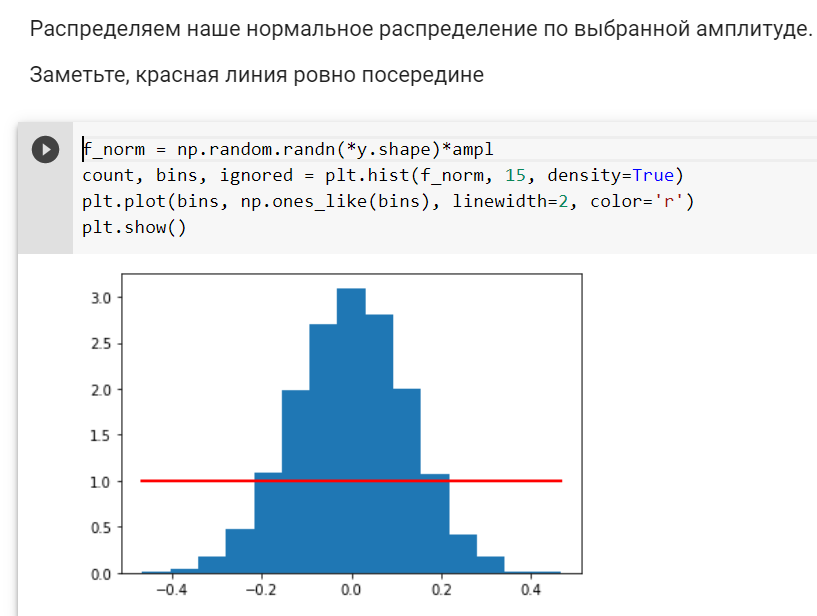 Распределяем наше нормальное распределение по выбранной амплитуде.
Заметьте, красная линия ровно посередине
f_norm = np.random.randn(*y.shape)*ampl
count, bins, ignored = plt.hist(f_norm, 15, density=True)
plt.plot(bins, np.ones_like(bins), linewidth=2, color='r')
plt.show()
3.0
2.5
2.0
1.5
1.0
0.5
0.0
−0.4 −0.2 0.0 0.2 0.4